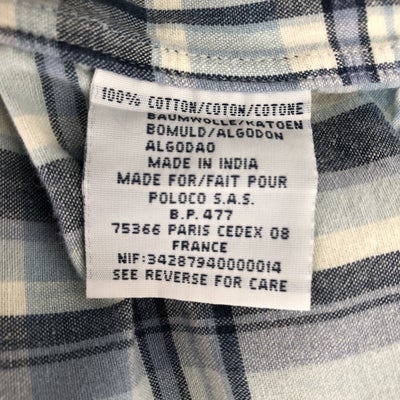 100% COTTON/COTON/COTONE
BAUMWOLLE/KATOEN
BOMULD/ALGODON
ALGODAO
MADE IN INDIA
MADE FOR/FAIT POUR
POLOCO S.A.S.
B.P. 477
75366 PARIS CEDEX 08
FRANCE
NIF:34287940000014
SEE REVERSE FOR CARE